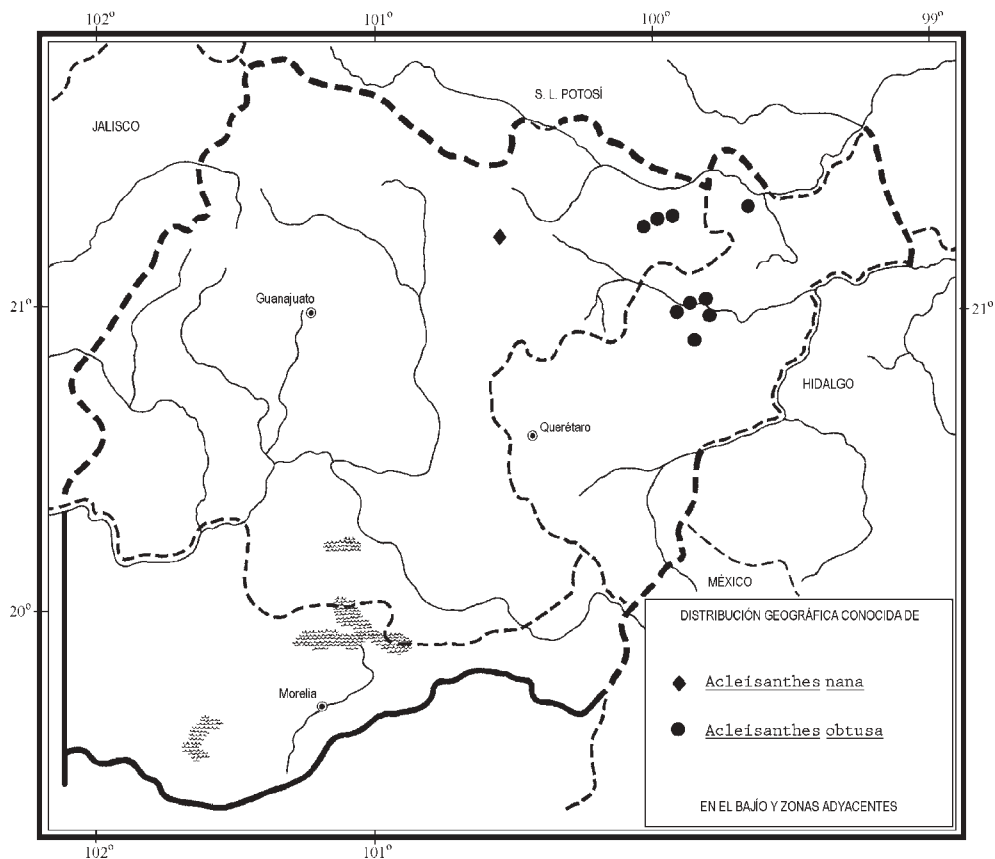 102º 101º 100º 99º
S. L. POTOSÍ
JALISCO
Guanajuato
21º 21º
HIDALGO
Querétaro
MÉXICO
20º
DISTRIBUCIÓN GEOGRÁFICA CONOCIDA DE
Acleisanthes nana
Morelia
Acleisanthes obtusa
EN EL BAJÍO Y ZONAS ADYACENTES
102º 101º